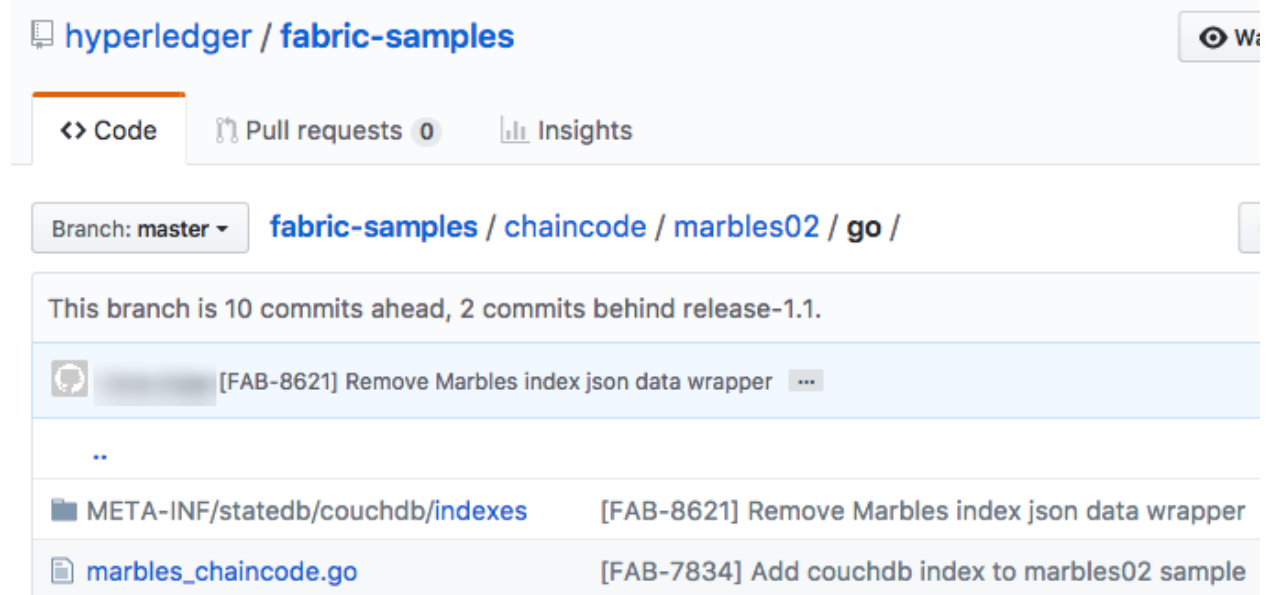 hyperledger / fabric-samples
Wa
<> Code Pull requests 0 Insights
Branch: master fabric-samples / chaincode / marbles02 / go /
This branch is 10 commits ahead, 2 commits behind release-1.1.
[FAB-8621] Remove Marbles index json data wrapper ...
..
META-INF/statedb/couchdb/indexes [FAB-8621] Remove Marbles index json data wrapper
marbles_chaincode.go [FAB-7834] Add couchdb index to marbles02 sample